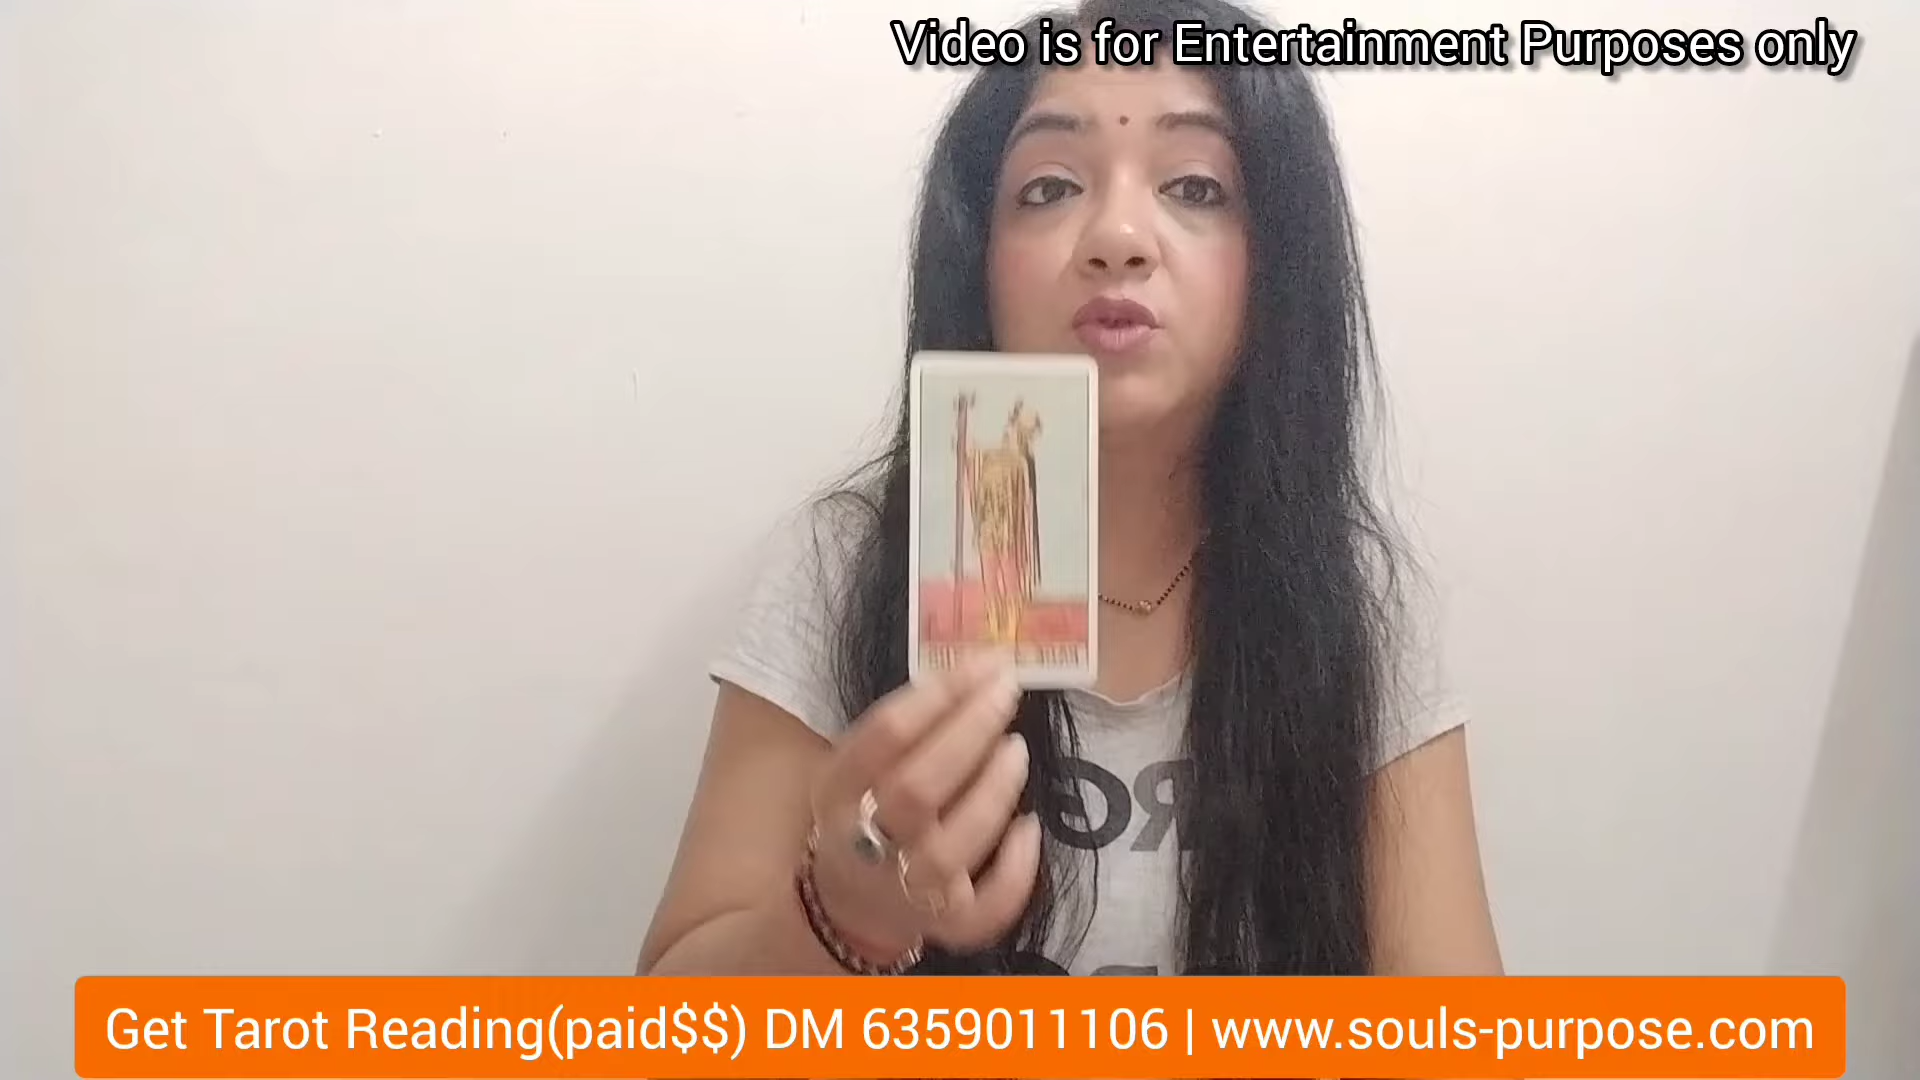 Video is for Entertainment Purposes only
Get Tarot Reading(paid$$) DM 6359011106 | www.souls-purpose.com